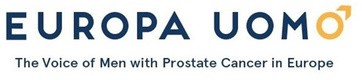 EUROPA UOMO
The Voice of Men with Prostate Cancer in Europe